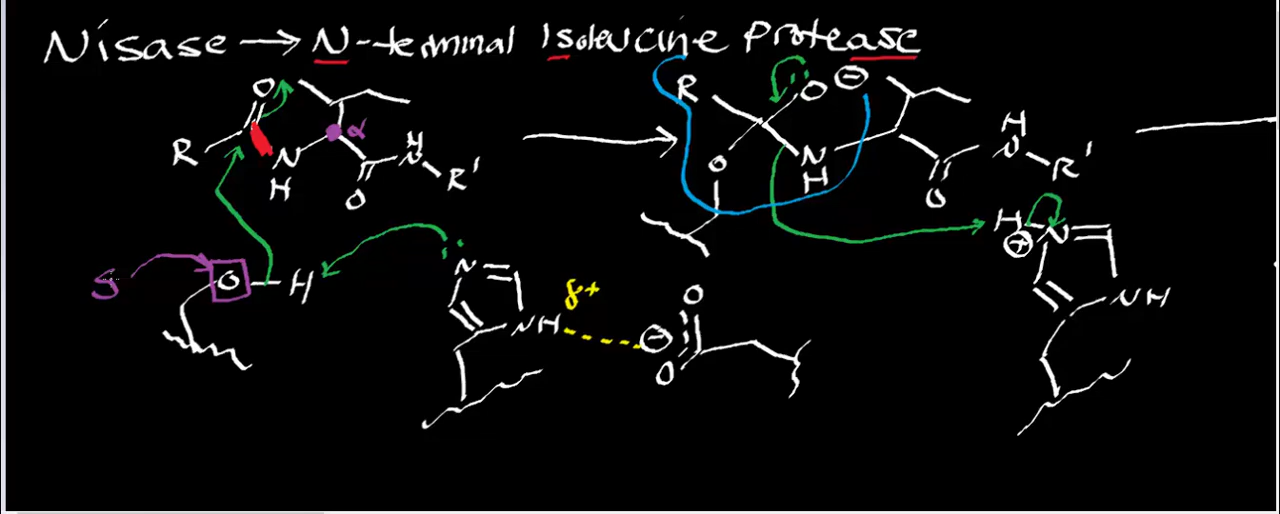 Nisase → N-terminal Isoleucine Protease
O R ⊖
O
R N α H N
H N
H O R'
O N H
O R'
H
⊕ N
S O - H N
δ+
NH ⊖ O NH
O